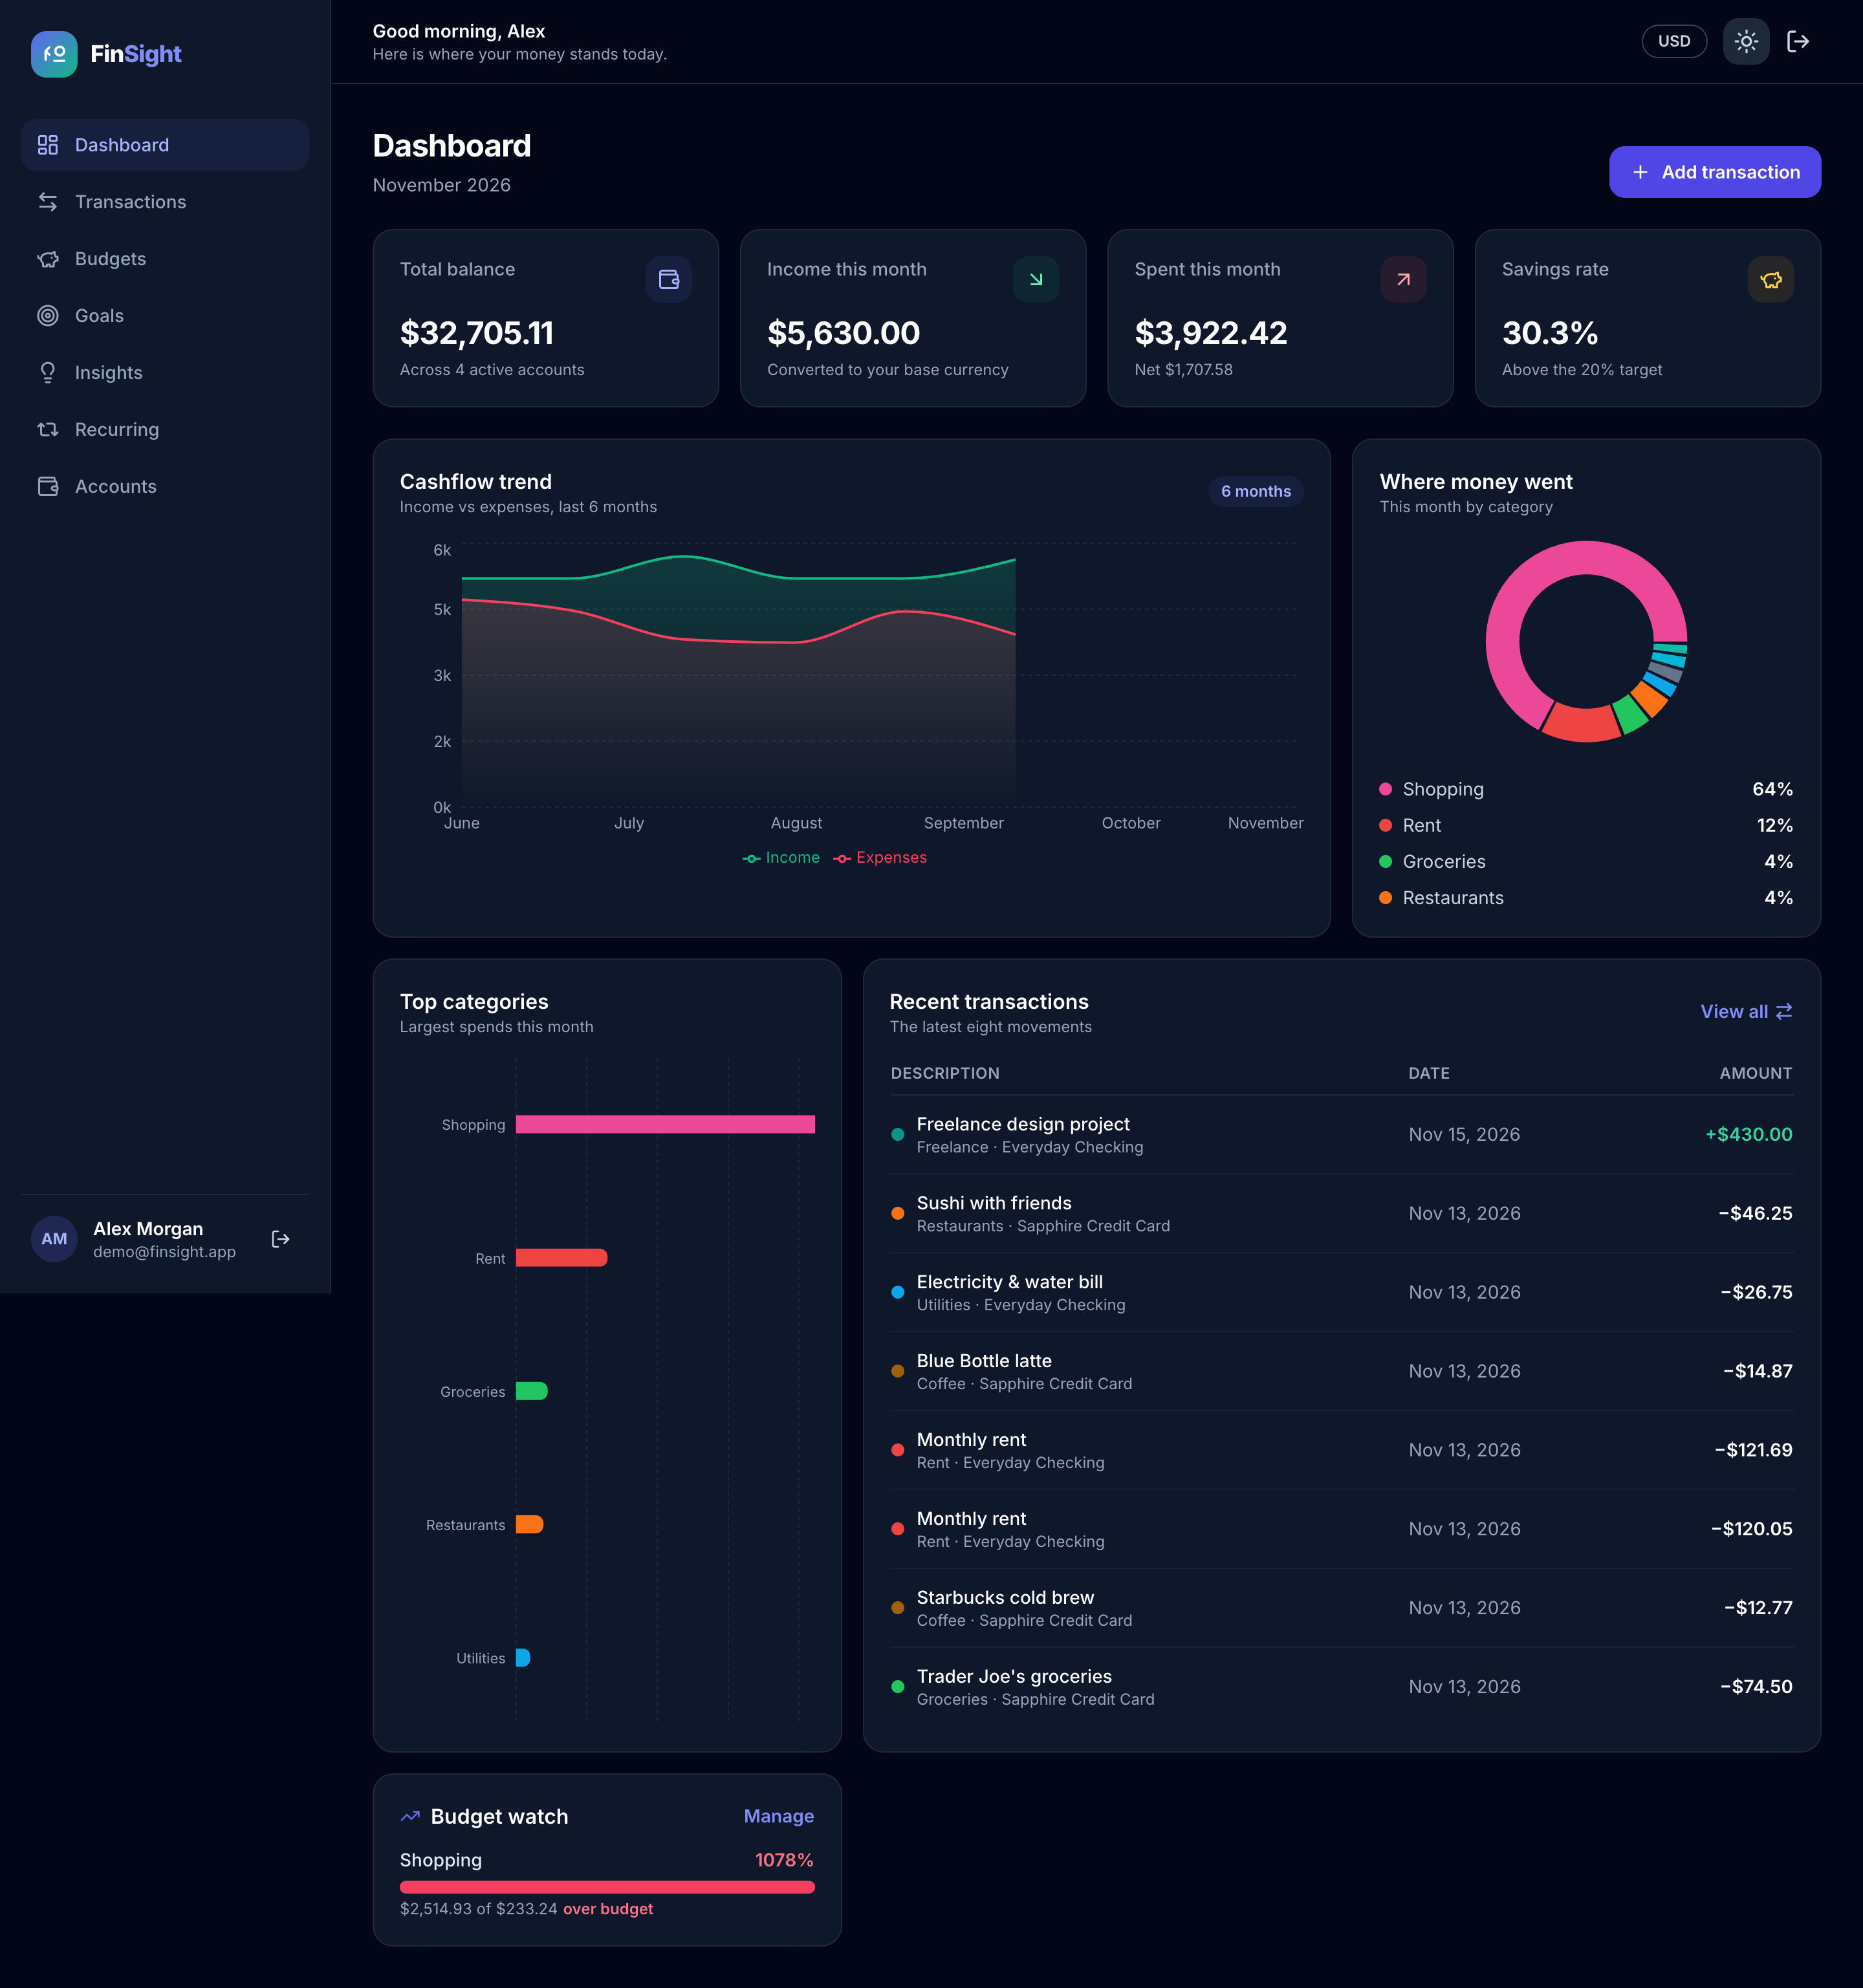 FinSight
Dashboard
Transactions
Budgets
Goals
Insights
Recurring
Accounts
AM
Alex Morgan
demo@finsight.app
Good morning, Alex
Here is where your money stands today.
USD
Dashboard
November 2026
Add transaction
Total balance
$32,705.11
Across 4 active accounts
Income this month
$5,630.00
Converted to your base currency
Spent this month
$3,922.42
Net $1,707.58
Savings rate
30.3%
Above the 20% target
Cashflow trend
Income vs expenses, last 6 months
6 months
6k
5k
3k
2k
0k
June July August September October November
Income Expenses
Where money went
This month by category
Shopping 64%
Rent 12%
Groceries 4%
Restaurants 4%
Top categories
Largest spends this month
Shopping
Rent
Groceries
Restaurants
Utilities
Recent transactions
The latest eight movements
View all
DESCRIPTION DATE AMOUNT
Freelance design project
Freelance · Everyday Checking
Nov 15, 2026 +$430.00
Sushi with friends
Restaurants · Sapphire Credit Card
Nov 13, 2026 −$46.25
Electricity & water bill
Utilities · Everyday Checking
Nov 13, 2026 −$26.75
Blue Bottle latte
Coffee · Sapphire Credit Card
Nov 13, 2026 −$14.87
Monthly rent
Rent · Everyday Checking
Nov 13, 2026 −$121.69
Monthly rent
Rent · Everyday Checking
Nov 13, 2026 −$120.05
Starbucks cold brew
Coffee · Sapphire Credit Card
Nov 13, 2026 −$12.77
Trader Joe's groceries
Groceries · Sapphire Credit Card
Nov 13, 2026 −$74.50
Budget watch
Manage
Shopping 1078%
$2,514.93 of $233.24 over budget